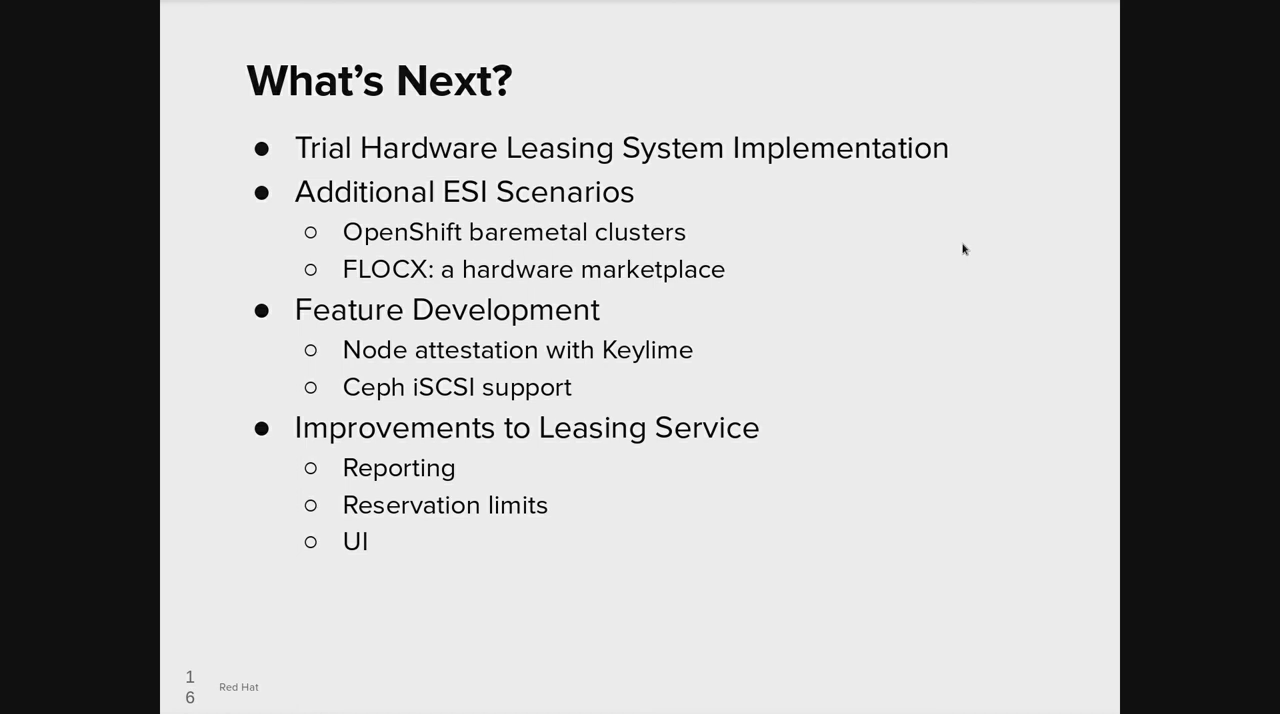 What’s Next?
● Trial Hardware Leasing System Implementation
● Additional ESI Scenarios
○ OpenShift baremetal clusters
○ FLOCX: a hardware marketplace
● Feature Development
○ Node attestation with Keylime
○ Ceph iSCSI support
● Improvements to Leasing Service
○ Reporting
○ Reservation limits
○ UI
1
6
Red Hat